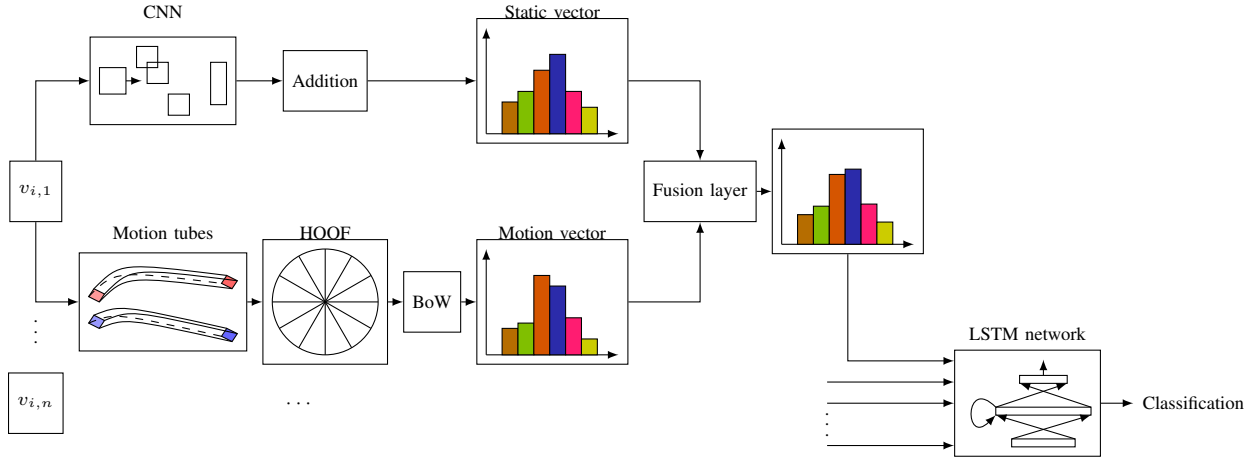 CNN
Static vector
Addition
v_{i,1}
Fusion layer
Motion tubes
HOOF
Motion vector
BoW
⋮
LSTM network
v_{i,n}
...
⋮
Classification